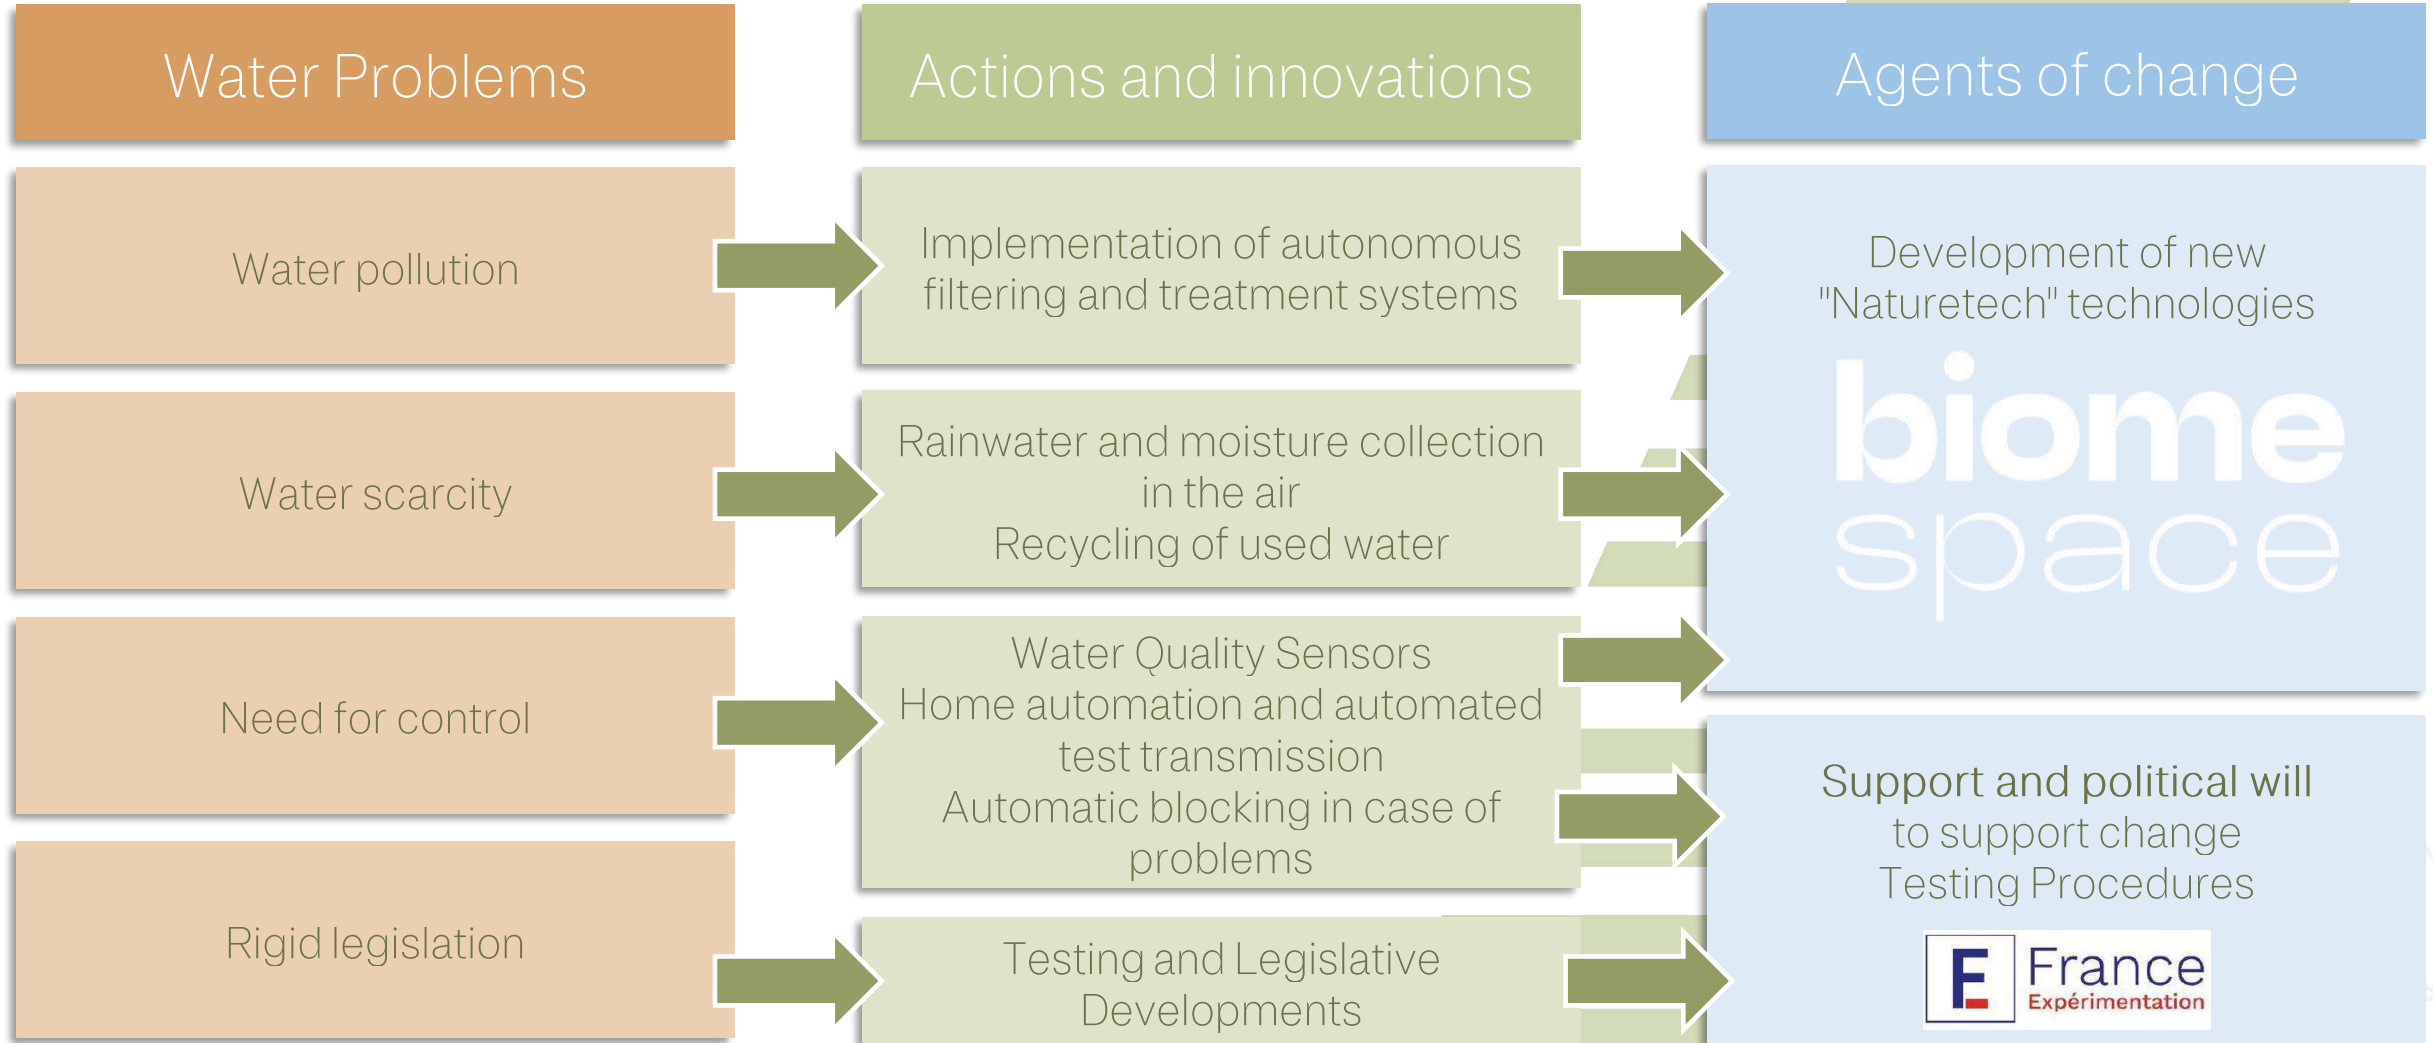 Water Problems
Actions and innovations
Agents of change
Water pollution
Implementation of autonomous
filtering and treatment systems
Development of new
"Naturetech" technologies
biome
space
Water scarcity
Rainwater and moisture collection
in the air
Recycling of used water
Need for control
Water Quality Sensors
Home automation and automated
test transmission
Automatic blocking in case of
problems
Support and political will
to support change
Testing Procedures
Rigid legislation
Testing and Legislative
Developments
France
Expérimentation